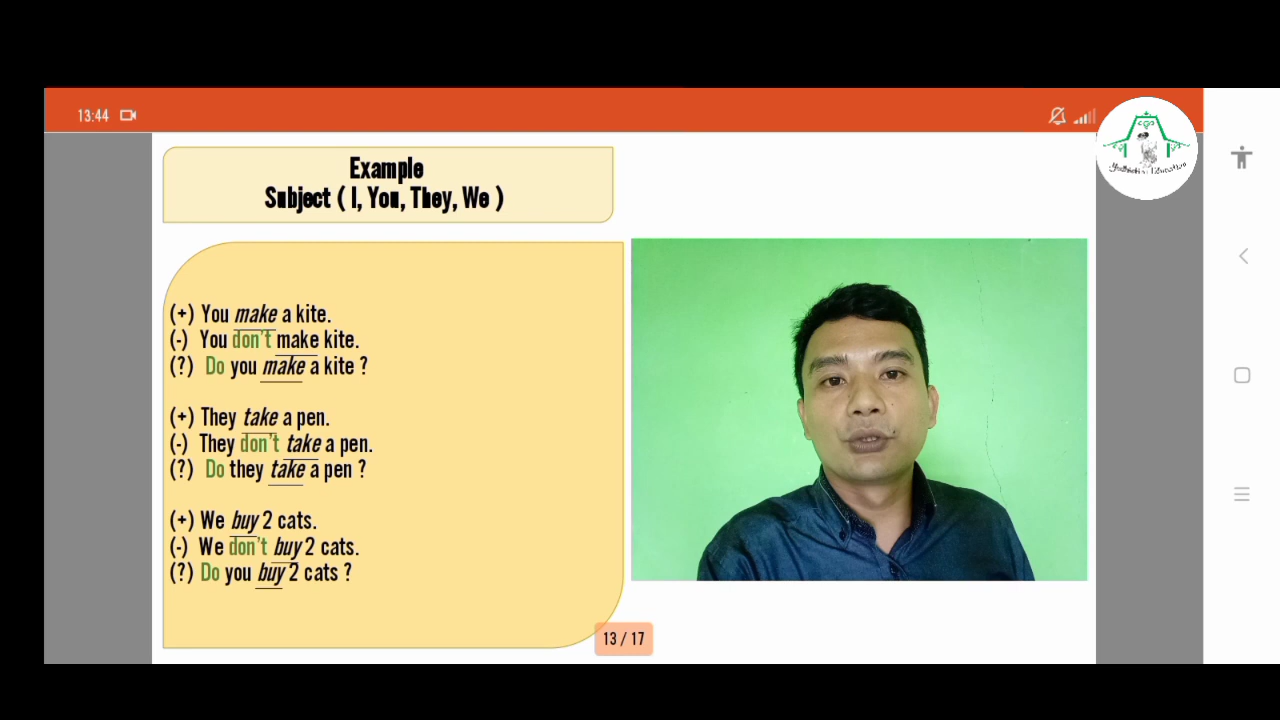 13:44
Example
Subject ( I, You, They, We )
(+) You make a kite.
(-) You don't make kite.
(?) Do you make a kite ?
(+) They take a pen.
(-) They don't take a pen.
(?) Do they take a pen ?
(+) We buy 2 cats.
(-) We don't buy 2 cats.
(?) Do you buy 2 cats ?
13 / 17